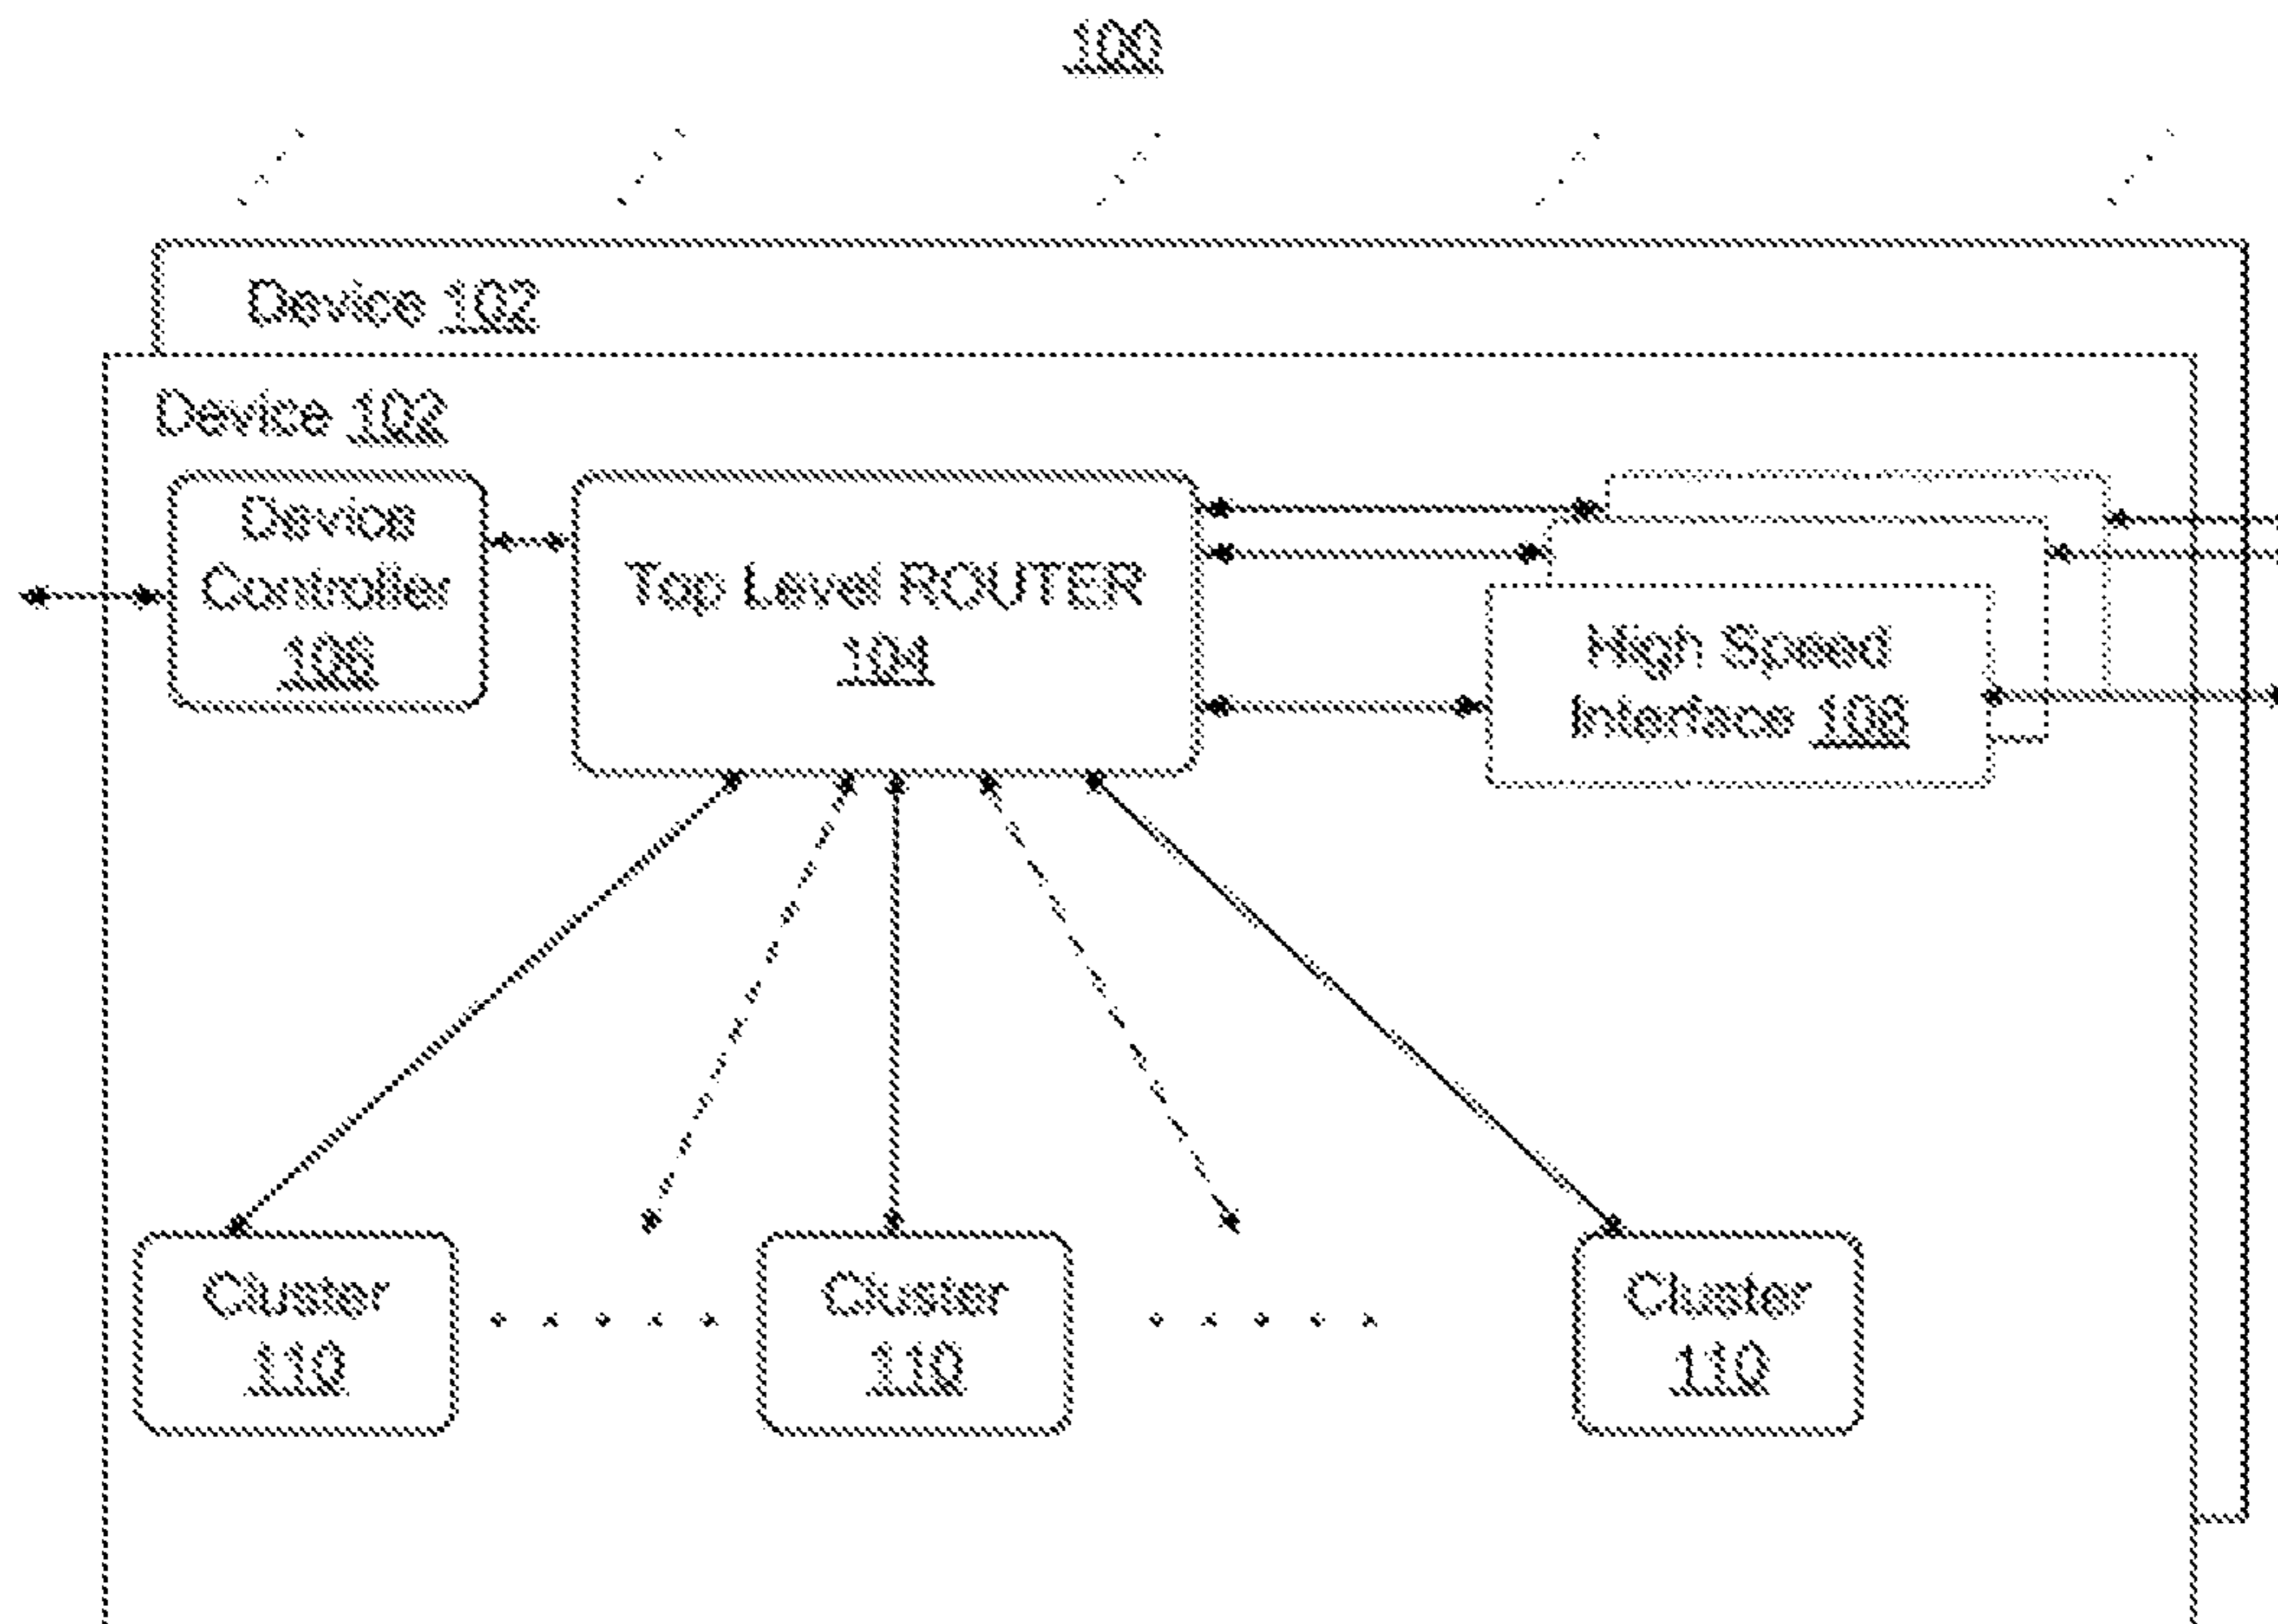 100
Device 102
Device 102
Device
Controller
106
Top Level ROUTER
104
High Speed
Interface 108
Cluster
110
Cluster
110
Cluster
110